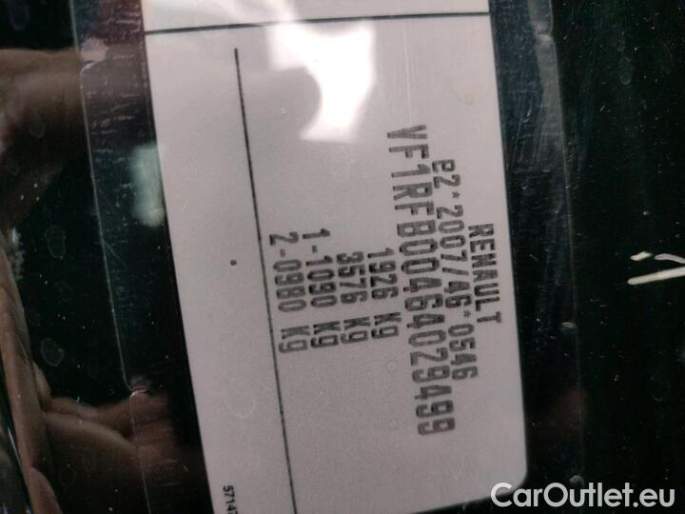 RENAULT
e2*2007/46*0546
VF1RFB00464029499
1926 kg
3576 kg
1-1090 kg
2-0980 kg
CarOutlet.eu